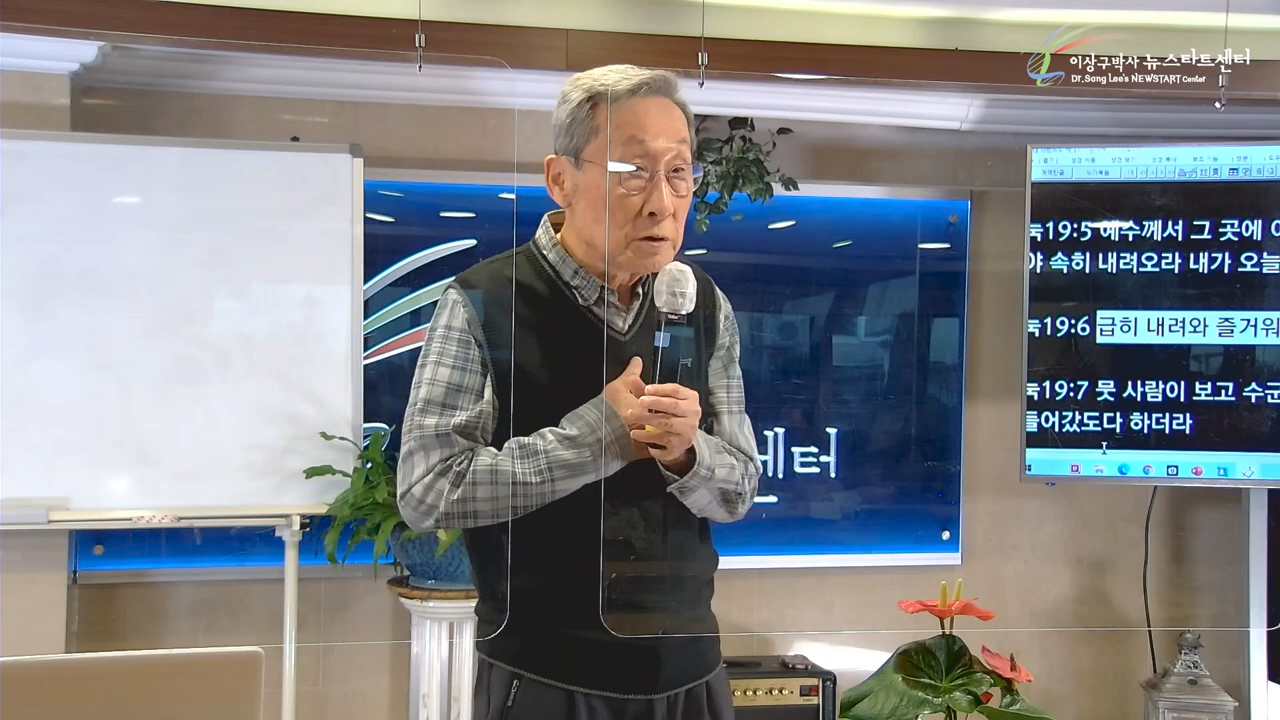 이상구박사 뉴스타트센터
Dr. Sang Lee's NEWSTART Center
눅19:5 예수께서 그 곳에
야 속히 내려오라 내가 오늘
눅19:6 급히 내려와 즐거워
눅19:7 뭇 사람이 보고 수군
들어갔도다 하더라
센터